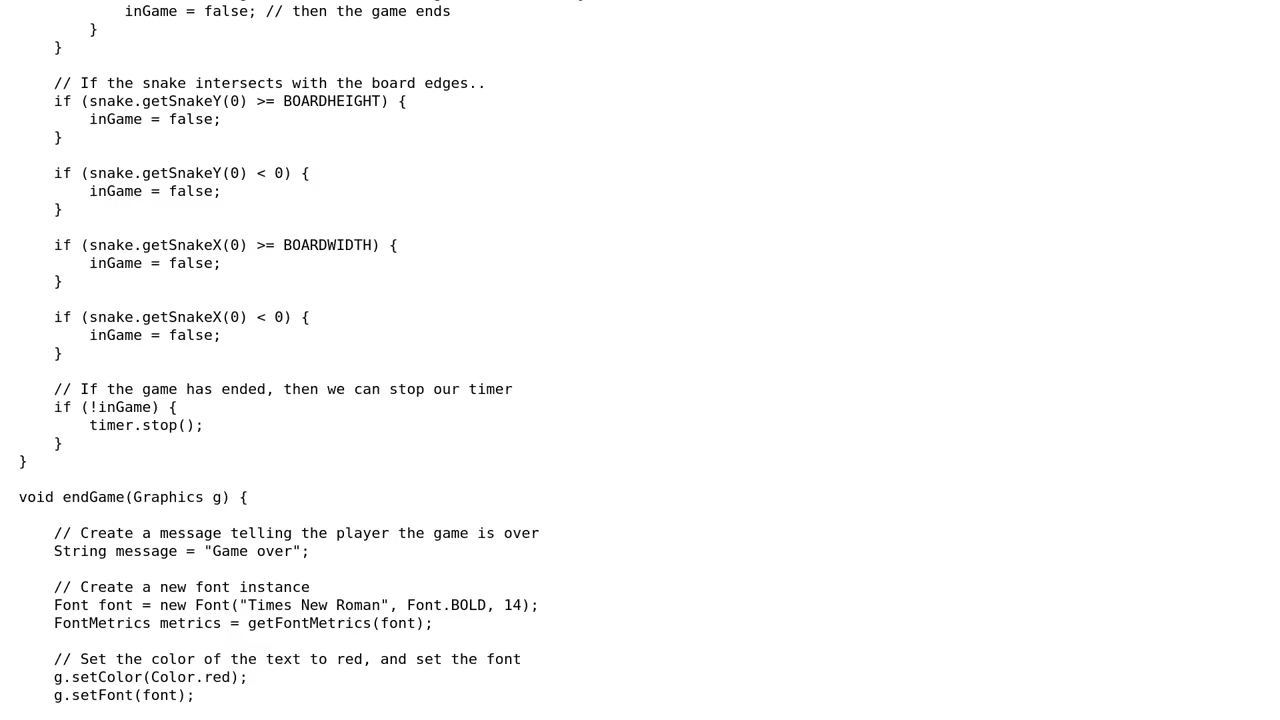 inGame = false; // then the game ends
}
}
// If the snake intersects with the board edges..
if (snake.getSnakeY(0) >= BOARDHEIGHT) {
inGame = false;
}
if (snake.getSnakeY(0) < 0) {
inGame = false;
}
if (snake.getSnakeX(0) >= BOARDWIDTH) {
inGame = false;
}
if (snake.getSnakeX(0) < 0) {
inGame = false;
}
// If the game has ended, then we can stop our timer
if (!inGame) {
timer.stop();
}
}
void endGame(Graphics g) {
// Create a message telling the player the game is over
String message = "Game over";
// Create a new font instance
Font font = new Font("Times New Roman", Font.BOLD, 14);
FontMetrics metrics = getFontMetrics(font);
// Set the color of the text to red, and set the font
g.setColor(Color.red);
g.setFont(font);